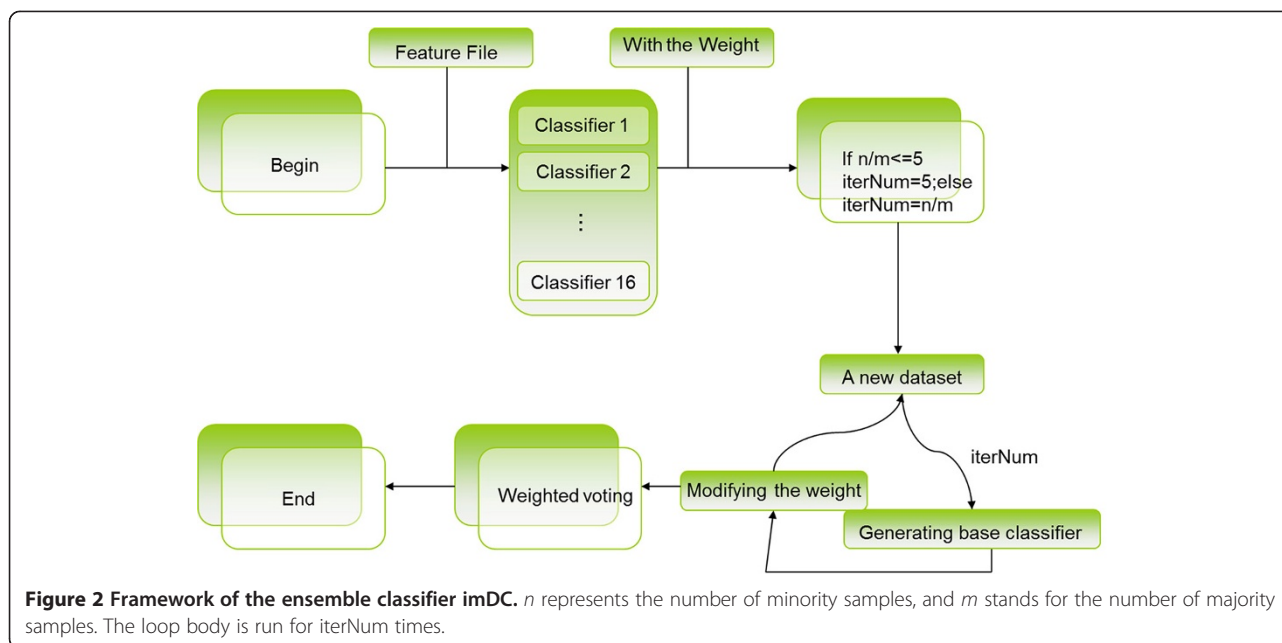 Feature File
With the Weight
Begin
Classifier 1
Classifier 2
⋮
Classifier 16
If n/m<=5
iterNum=5;else
iterNum=n/m
A new dataset
iterNum
Generating base classifier
Modifying the weight
Weighted voting
End
Figure 2 Framework of the ensemble classifier imDC. n represents the number of minority samples, and m stands for the number of majority
samples. The loop body is run for iterNum times.